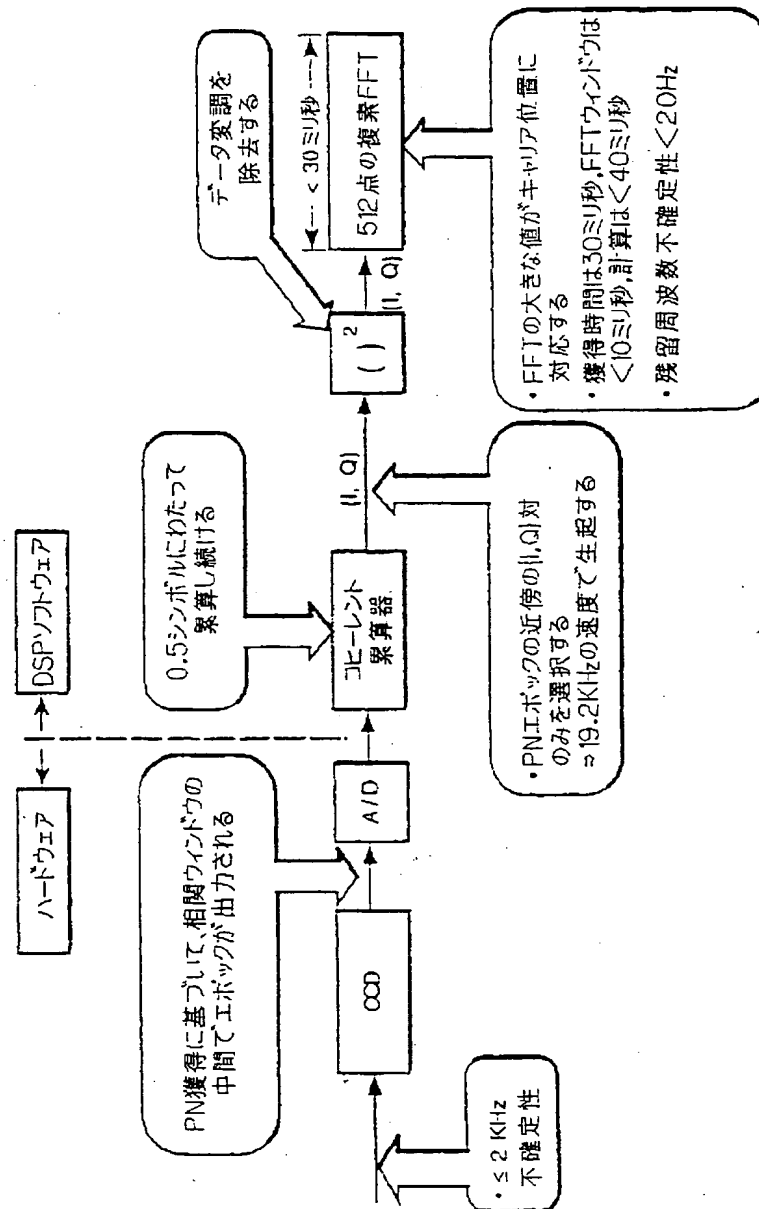 ハードウェア
DSPソフトウェア
PN獲得に基づいて、相関ウィンドウの
中間でエポックが出力される
0.5シンボルにわたって
累算し続ける
データ変調を
除去する
CCD
A/D
コヒーレント
累算器
(I, Q)
( )²
(I, Q)
< 30ミリ秒
512点の複素FFT
・≤2 KHz
不確定性
・PNエポックの近傍の(I,Q)対
のみを選択する
⇒19.2KHzの速度で生起する
・FFTの大きな値がキャリア位置に
対応する
・獲得時間は30ミリ秒,FFTウィンドウは
<10ミリ秒,計算は<40ミリ秒
・残留周波数不確定性<20Hz